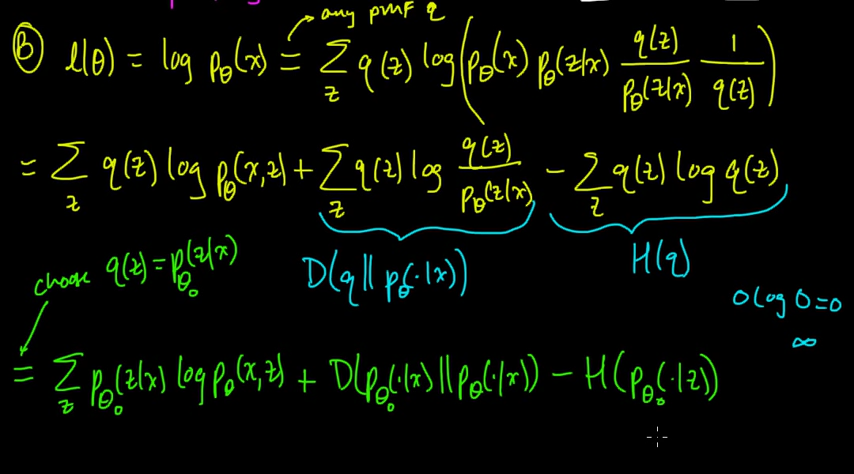 any pmf q
Ⓑ l(θ) = log p_θ(x) = Σ_z q(z) log( p_θ(x) p_θ(z|x) q(z)/p_θ(z|x) 1/q(z) )
= Σ_z q(z) log p_θ(x,z) + Σ_z q(z) log q(z)/p_θ(z|x) − Σ_z q(z) log q(z)
choose q(z) = p_θ₀(z|x)
D(q || p_θ(·|x))
H(q)
0 log 0 = 0
∞
= Σ_z p_θ₀(z|x) log p_θ(x,z) + D(p_θ₀(·|x) || p_θ(·|x)) − H(p_θ₀(·|z))